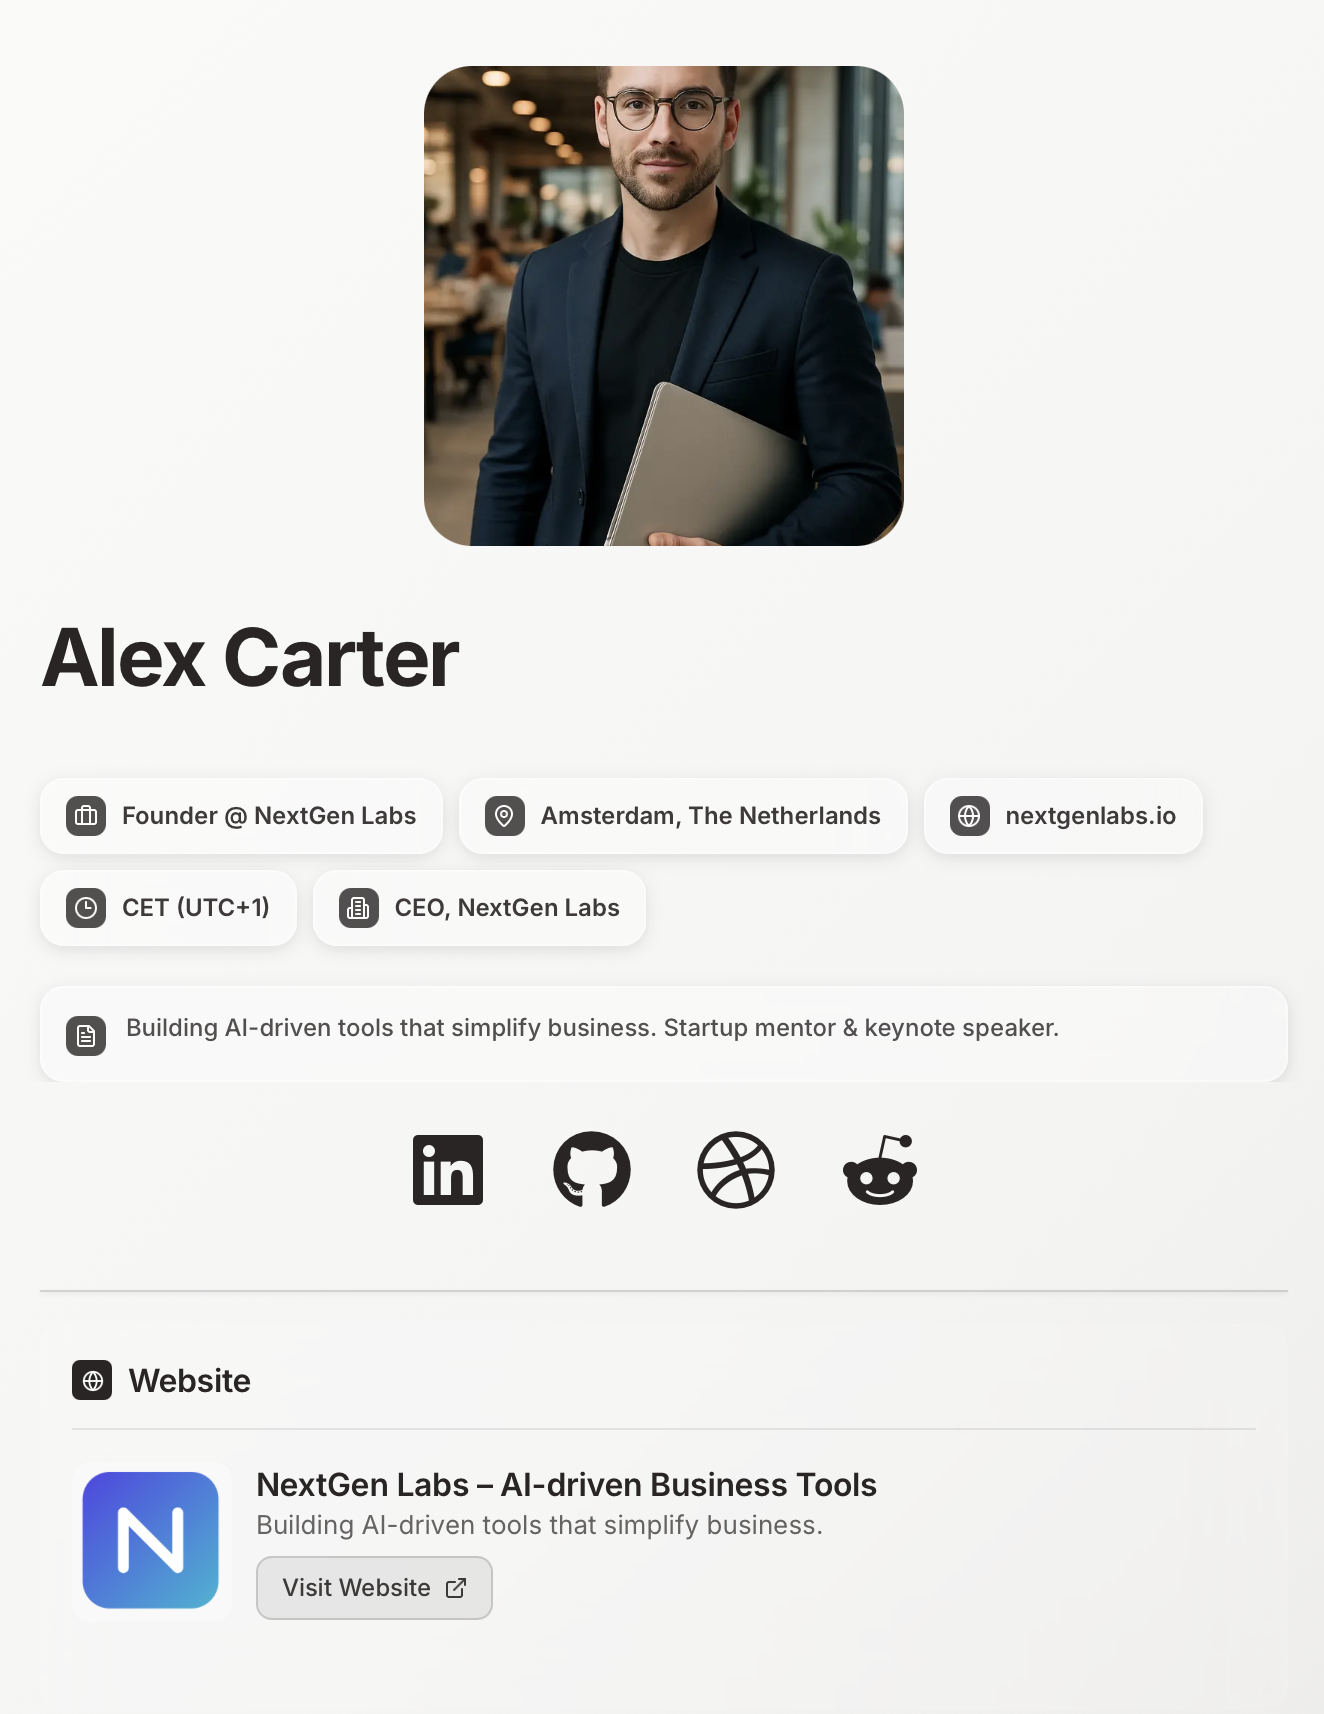 Alex Carter
Founder @ NextGen Labs
Amsterdam, The Netherlands
nextgenlabs.io
CET (UTC+1)
CEO, NextGen Labs
Building AI-driven tools that simplify business. Startup mentor & keynote speaker.
in
Website
N
NextGen Labs – AI-driven Business Tools
Building AI-driven tools that simplify business.
Visit Website